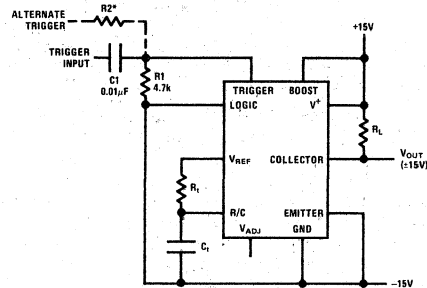 ALTERNATE
TRIGGER
R2*
+15V
TRIGGER
INPUT
C1
0.01μF
R1
4.7k
TRIGGER
BOOST
LOGIC
V+
RL
VREF
COLLECTOR
VOUT
(±15V)
Rt
R/C
EMITTER
VADJ
GND
Ct
−15V